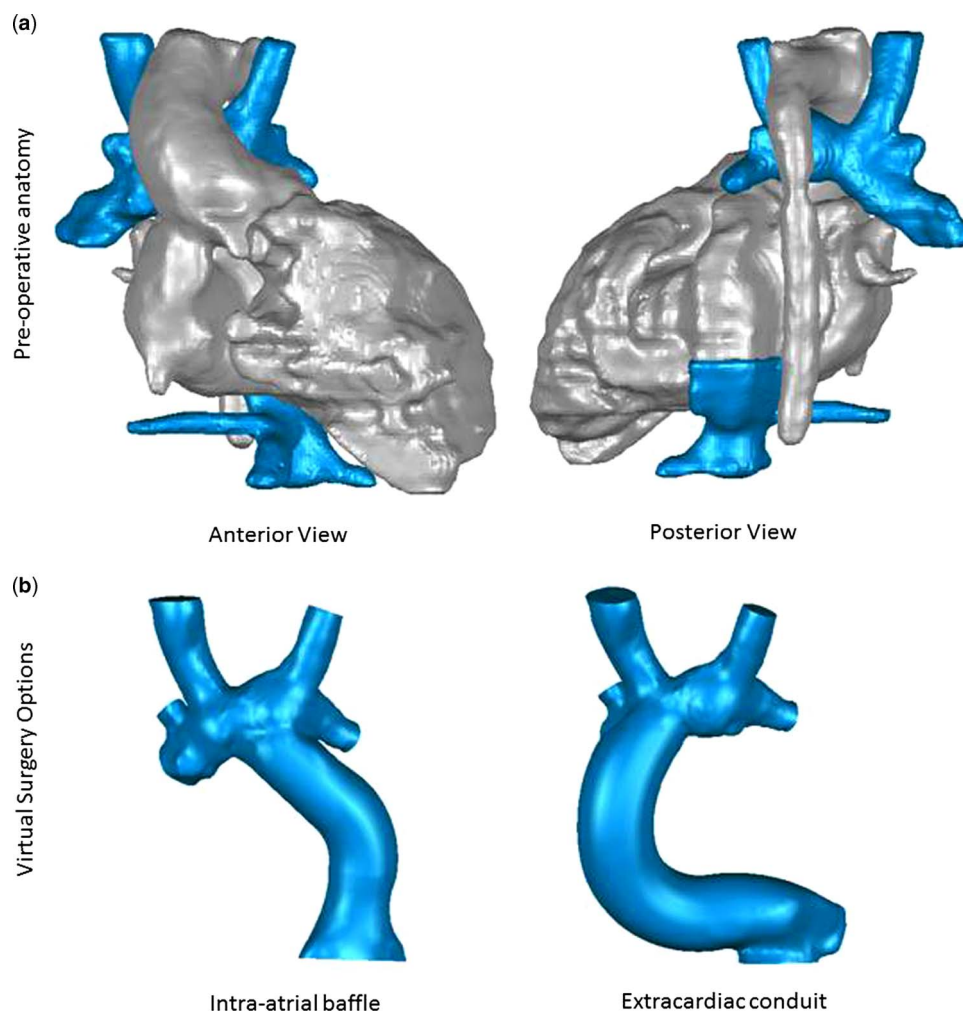 (a)
Pre-operative anatomy
Anterior View
Posterior View
(b)
Virtual Surgery Options
Intra-atrial baffle
Extracardiac conduit